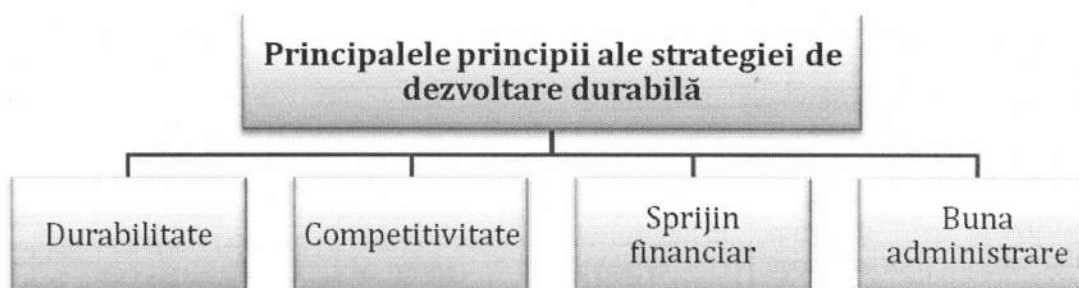 Principalele principii ale strategiei de
dezvoltare durabilă
Durabilitate
Competitivitate
Sprijin
financiar
Buna
administrare